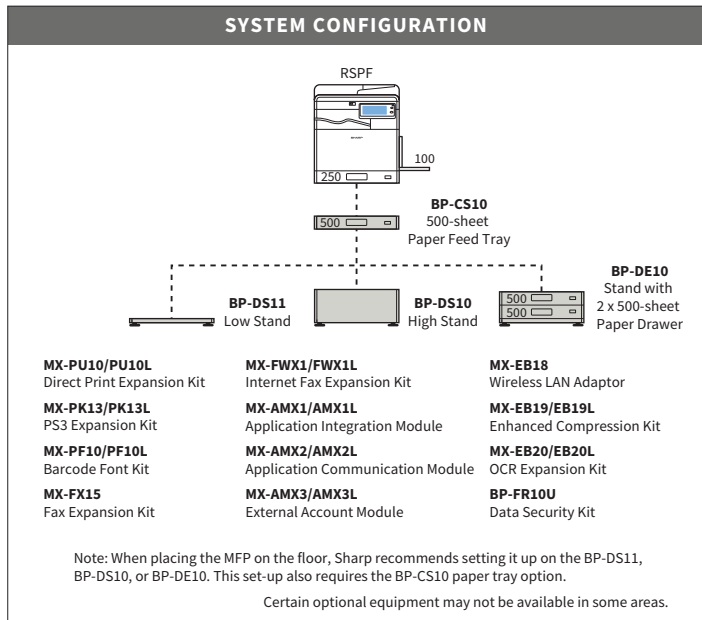 SYSTEM CONFIGURATION
RSPF
100
250
BP-CS10
500-sheet
Paper Feed Tray
500
BP-DS11
Low Stand
BP-DS10
High Stand
BP-DE10
Stand with
2 x 500-sheet
Paper Drawer
500
500
MX-PU10/PU10L
Direct Print Expansion Kit
MX-PK13/PK13L
PS3 Expansion Kit
MX-PF10/PF10L
Barcode Font Kit
MX-FX15
Fax Expansion Kit
MX-FWX1/FWX1L
Internet Fax Expansion Kit
MX-AMX1/AMX1L
Application Integration Module
MX-AMX2/AMX2L
Application Communication Module
MX-AMX3/AMX3L
External Account Module
MX-EB18
Wireless LAN Adaptor
MX-EB19/EB19L
Enhanced Compression Kit
MX-EB20/EB20L
OCR Expansion Kit
BP-FR10U
Data Security Kit
Note: When placing the MFP on the floor, Sharp recommends setting it up on the BP-DS11,
BP-DS10, or BP-DE10. This set-up also requires the BP-CS10 paper tray option.
Certain optional equipment may not be available in some areas.